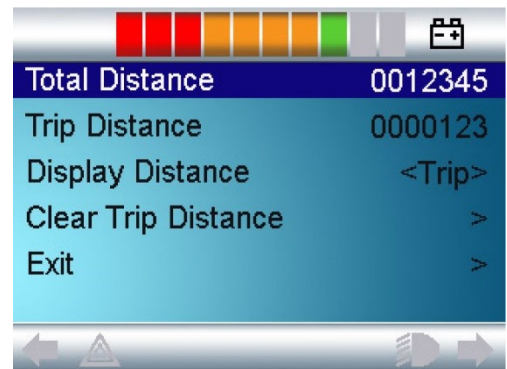 Total Distance 0012345
Trip Distance 0000123
Display Distance <Trip>
Clear Trip Distance >
Exit >